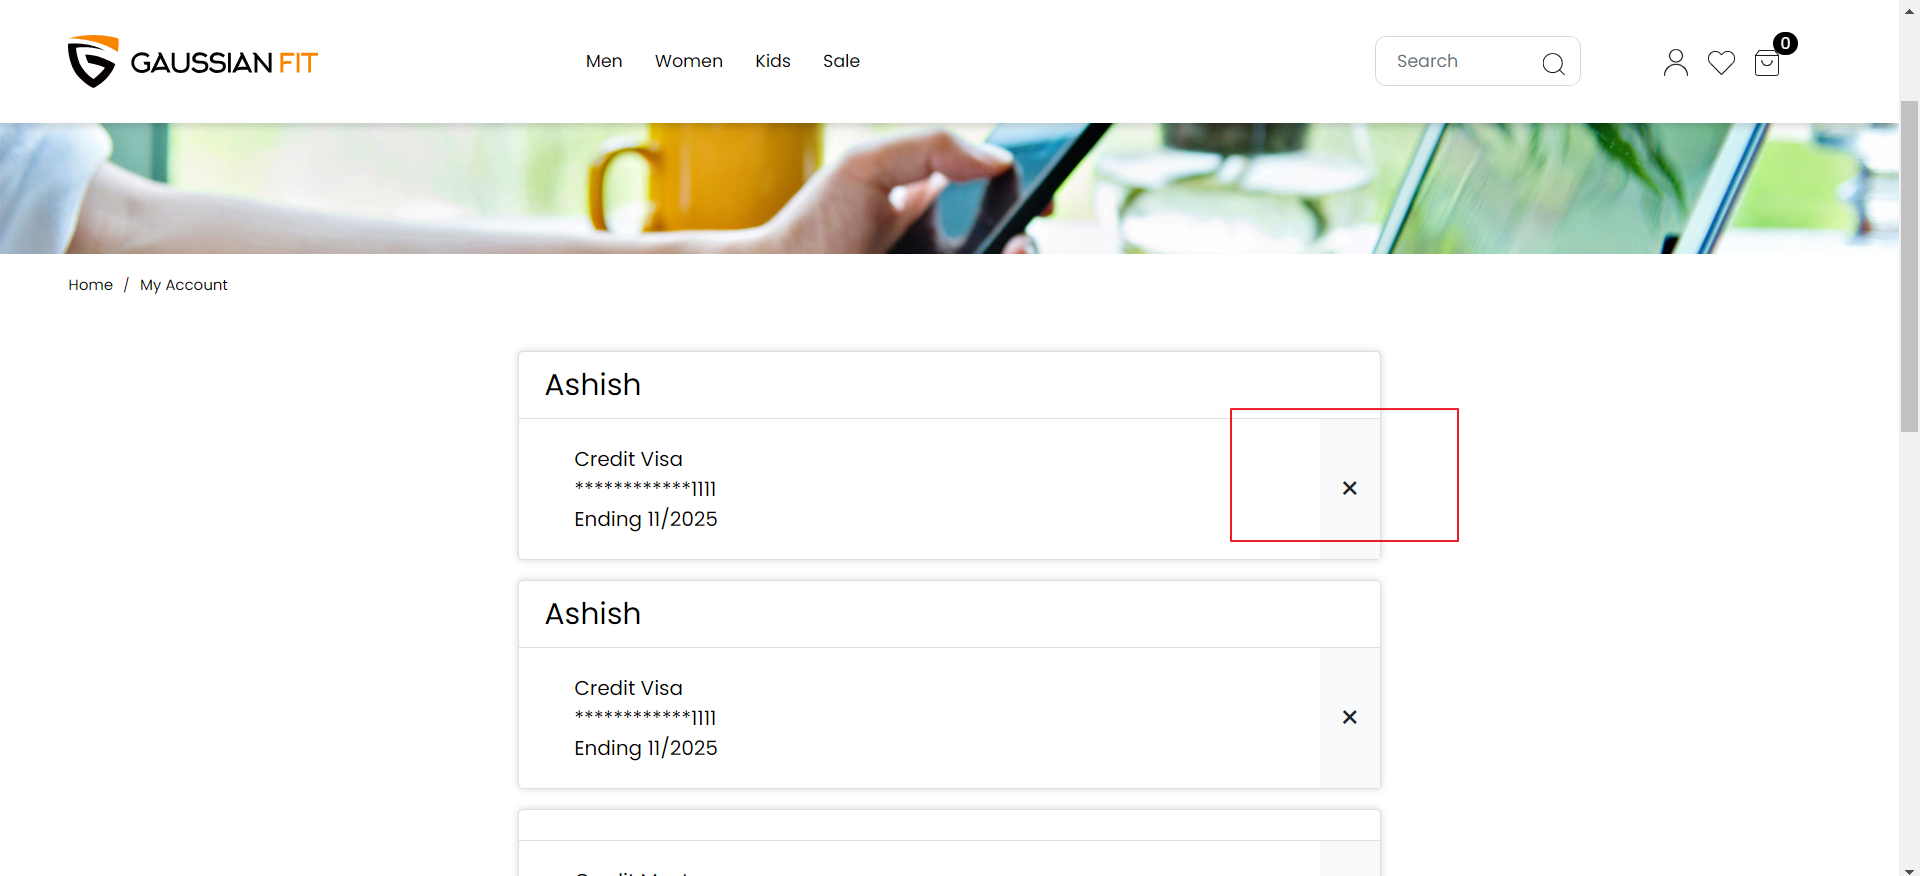 GAUSSIAN FIT
Men Women Kids Sale
Search
0
Home / My Account
Ashish
Credit Visa
************1111
Ending 11/2025
Ashish
Credit Visa
************1111
Ending 11/2025